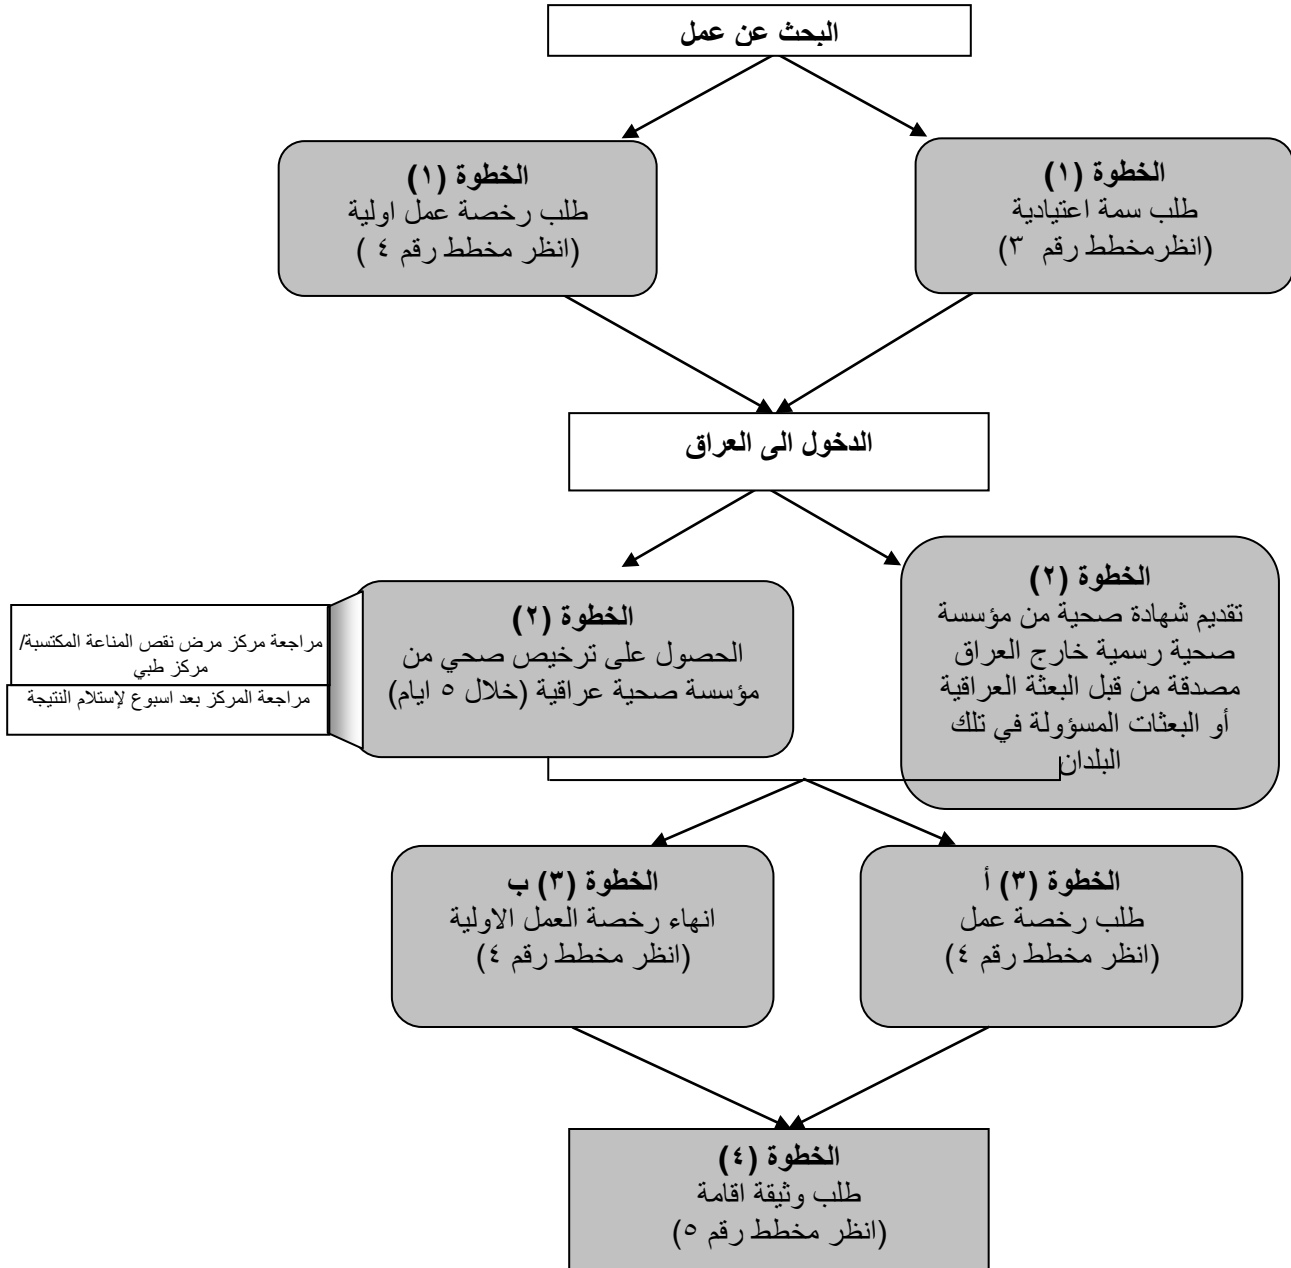 البحث عن عمل
الخطوة (١)
طلب سمة اعتيادية
(انظرمخطط رقم ٣)
الخطوة (١)
طلب رخصة عمل اولية
(انظر مخطط رقم ٤ )
الدخول الى العراق
الخطوة (٢)
تقديم شهادة صحية من مؤسسة
صحية رسمية خارج العراق
مصدقة من قبل البعثة العراقية
أو البعثات المسؤولة في تلك
البلدان
الخطوة (٢)
الحصول على ترخيص صحي من
مؤسسة صحية عراقية (خلال ٥ ايام)
مراجعة مركز مرض نقص المناعة المكتسبة/
مركز طبي
مراجعة المركز بعد اسبوع لإستلام النتيجة
الخطوة (٣) أ
طلب رخصة عمل
(انظر مخطط رقم ٤)
الخطوة (٣) ب
انهاء رخصة العمل الاولية
(انظر مخطط رقم ٤)
الخطوة (٤)
طلب وثيقة اقامة
(انظر مخطط رقم ٥)